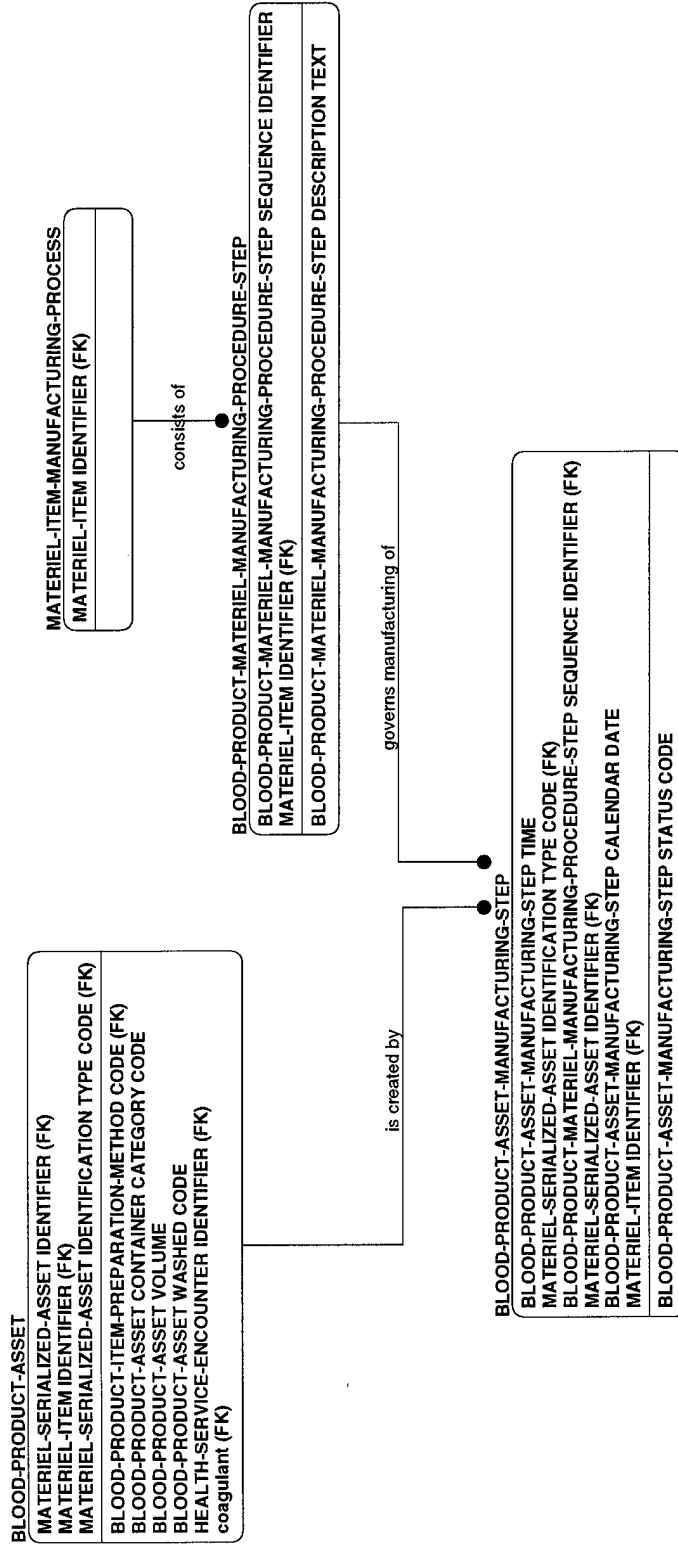 BLOOD-PRODUCT-ASSET
MATERIEL-SERIALIZED-ASSET IDENTIFIER (FK)
MATERIEL-ITEM IDENTIFIER (FK)
MATERIEL-SERIALIZED-ASSET IDENTIFICATION TYPE CODE (FK)
BLOOD-PRODUCT-ITEM-PREPARATION-METHOD CODE (FK)
BLOOD-PRODUCT-ASSET CONTAINER CATEGORY CODE
BLOOD-PRODUCT-ASSET VOLUME
BLOOD-PRODUCT-ASSET WASHED CODE
HEALTH-SERVICE-ENCOUNTER IDENTIFIER (FK)
coagulant (FK)
MATERIEL-ITEM-MANUFACTURING-PROCESS
MATERIEL-ITEM IDENTIFIER (FK)
consists of
BLOOD-PRODUCT-MATERIEL-MANUFACTURING-PROCEDURE-STEP
BLOOD-PRODUCT-MATERIEL-MANUFACTURING-PROCEDURE-STEP SEQUENCE IDENTIFIER
MATERIEL-ITEM IDENTIFIER (FK)
BLOOD-PRODUCT-MATERIEL-MANUFACTURING-PROCEDURE-STEP DESCRIPTION TEXT
is created by
governs manufacturing of
BLOOD-PRODUCT-ASSET-MANUFACTURING-STEP
BLOOD-PRODUCT-ASSET-MANUFACTURING-STEP TIME
MATERIEL-SERIALIZED-ASSET IDENTIFICATION TYPE CODE (FK)
BLOOD-PRODUCT-MATERIEL-MANUFACTURING-PROCEDURE-STEP SEQUENCE IDENTIFIER (FK)
MATERIEL-SERIALIZED-ASSET IDENTIFIER (FK)
BLOOD-PRODUCT-ASSET-MANUFACTURING-STEP CALENDAR DATE
MATERIEL-ITEM IDENTIFIER (FK)
BLOOD-PRODUCT-ASSET-MANUFACTURING-STEP STATUS CODE